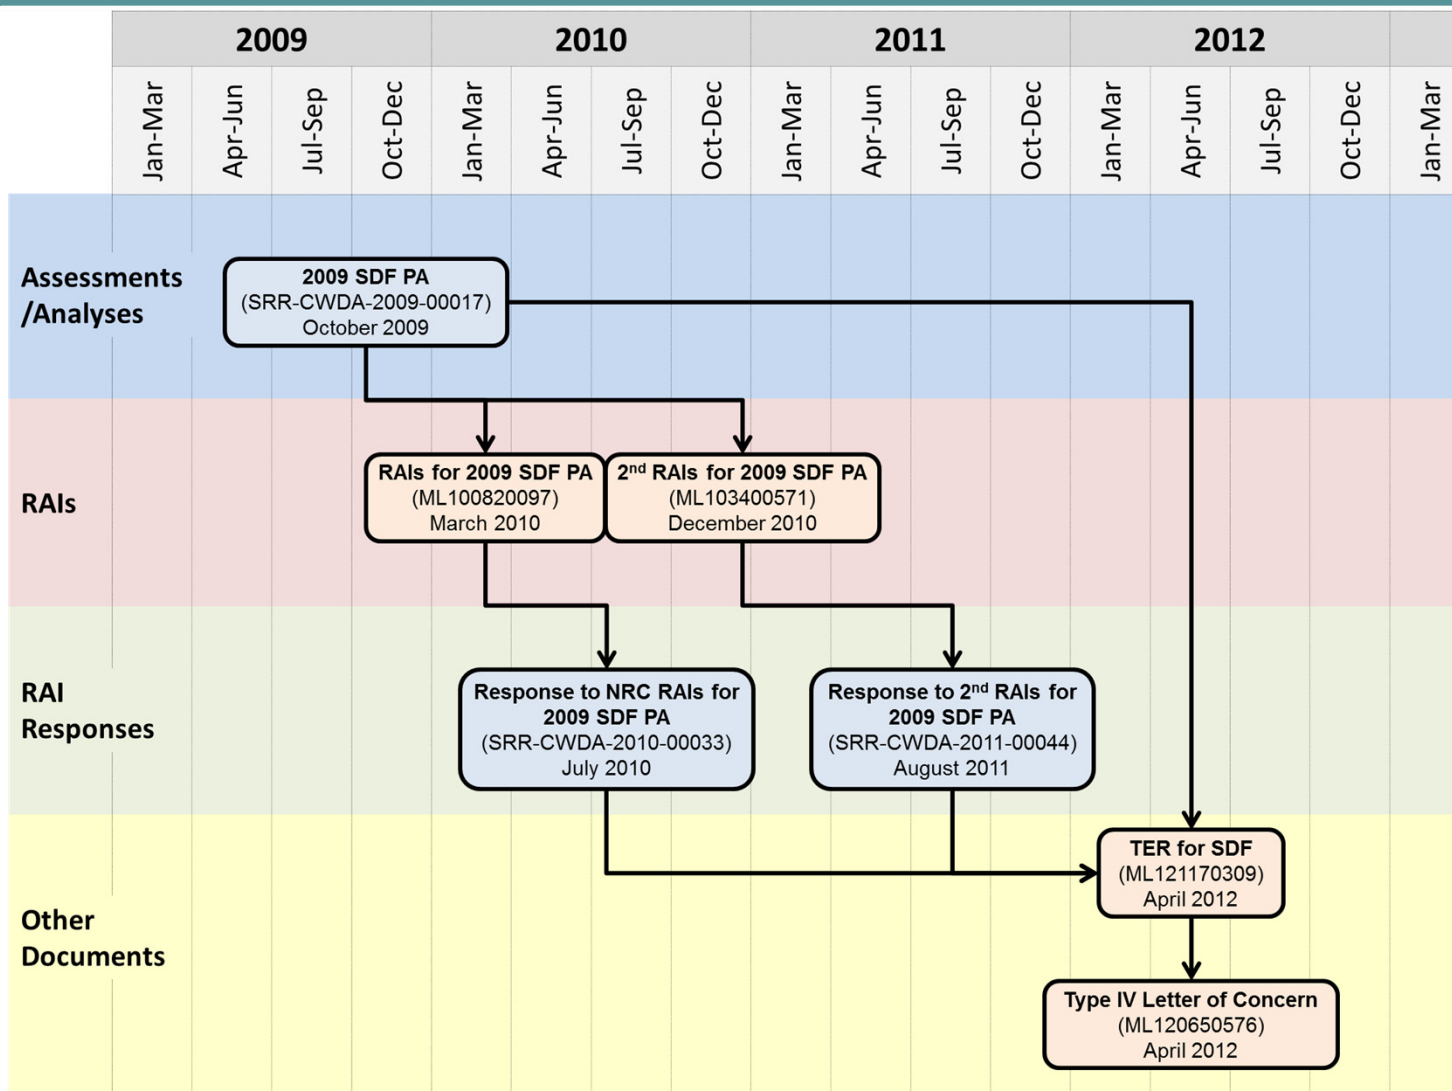 2009 2010 2011 2012
Jan-Mar Apr-Jun Jul-Sep Oct-Dec Jan-Mar Apr-Jun Jul-Sep Oct-Dec Jan-Mar Apr-Jun Jul-Sep Oct-Dec Jan-Mar Apr-Jun Jul-Sep Oct-Dec Jan-Mar
Assessments
/Analyses
2009 SDF PA
(SRR-CWDA-2009-00017)
October 2009
RAIs
RAIs for 2009 SDF PA
(ML100820097)
March 2010
2nd RAIs for 2009 SDF PA
(ML103400571)
December 2010
RAI
Responses
Response to NRC RAIs for
2009 SDF PA
(SRR-CWDA-2010-00033)
July 2010
Response to 2nd RAIs for
2009 SDF PA
(SRR-CWDA-2011-00044)
August 2011
Other
Documents
TER for SDF
(ML121170309)
April 2012
Type IV Letter of Concern
(ML120650576)
April 2012